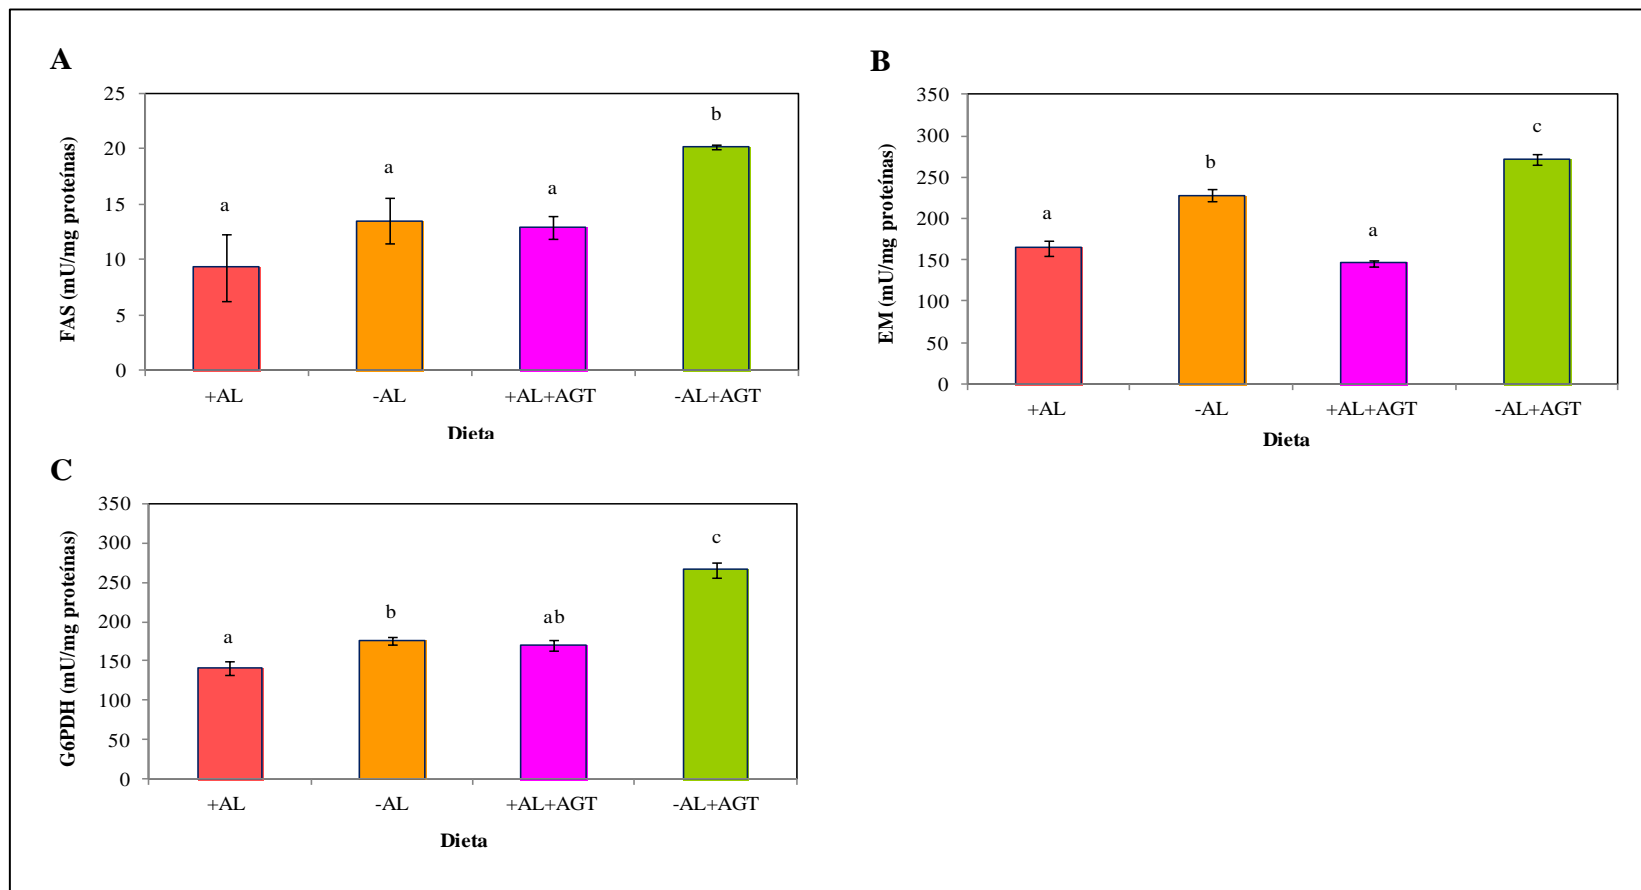 A
FAS (mU/mg proteínas)
25
20
15
10
5
0
a
a
a
b
+AL -AL +AL+AGT -AL+AGT
Dieta
B
EM (mU/mg proteínas)
350
300
250
200
150
100
50
0
a
b
a
c
+AL -AL +AL+AGT -AL+AGT
Dieta
C
G6PDH (mU/mg proteínas)
350
300
250
200
150
100
50
0
a
b
ab
c
+AL -AL +AL+AGT -AL+AGT
Dieta